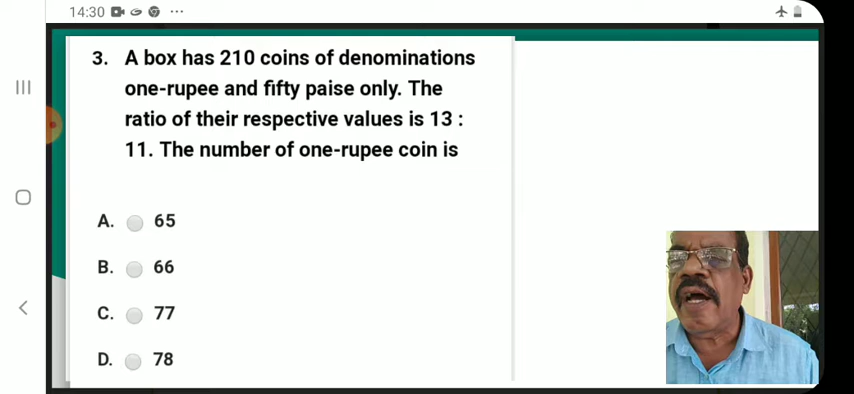 14:30
3. A box has 210 coins of denominations
one-rupee and fifty paise only. The
ratio of their respective values is 13 :
11. The number of one-rupee coin is
A. 65
B. 66
C. 77
D. 78